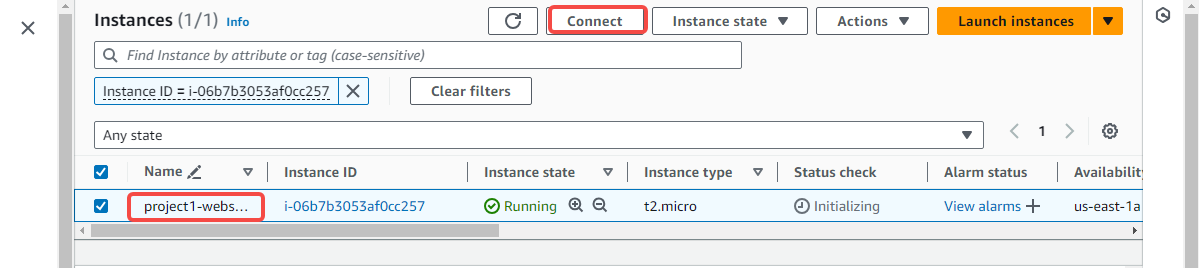 Instances (1/1) Info Connect Instance state Actions Launch instances
Find Instance by attribute or tag (case-sensitive)
Instance ID = i-06b7b3053af0cc257 Clear filters
Any state 1
Name Instance ID Instance state Instance type Status check Alarm status Availability
project1-webs... i-06b7b3053af0cc257 Running t2.micro Initializing View alarms us-east-1a